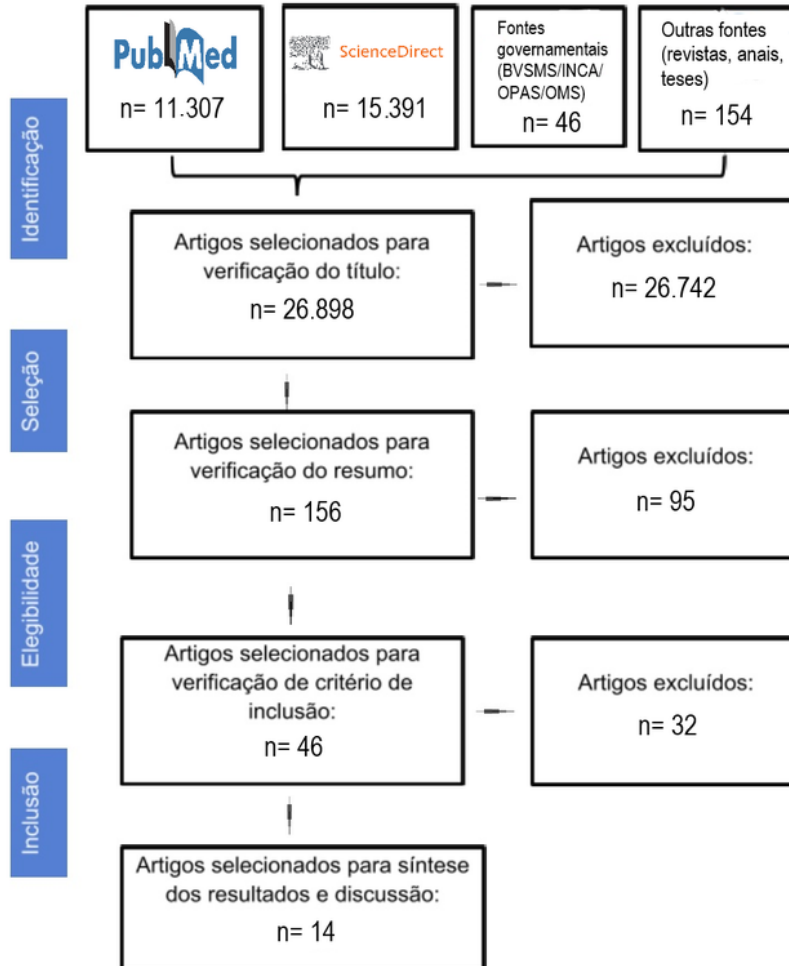 PubMed
n= 11.307
ScienceDirect
n= 15.391
Fontes
governamentais
(BVSMS/INCA/
OPAS/OMS)
n= 46
Outras fontes
(revistas, anais,
teses)
n= 154
Identificação
Artigos selecionados para
verificação do título:
n= 26.898
Artigos excluídos:
n= 26.742
Seleção
Artigos selecionados para
verificação do resumo:
n= 156
Artigos excluídos:
n= 95
Elegibilidade
Artigos selecionados para
verificação de critério de
inclusão:
n= 46
Artigos excluídos:
n= 32
Inclusão
Artigos selecionados para síntese
dos resultados e discussão:
n= 14